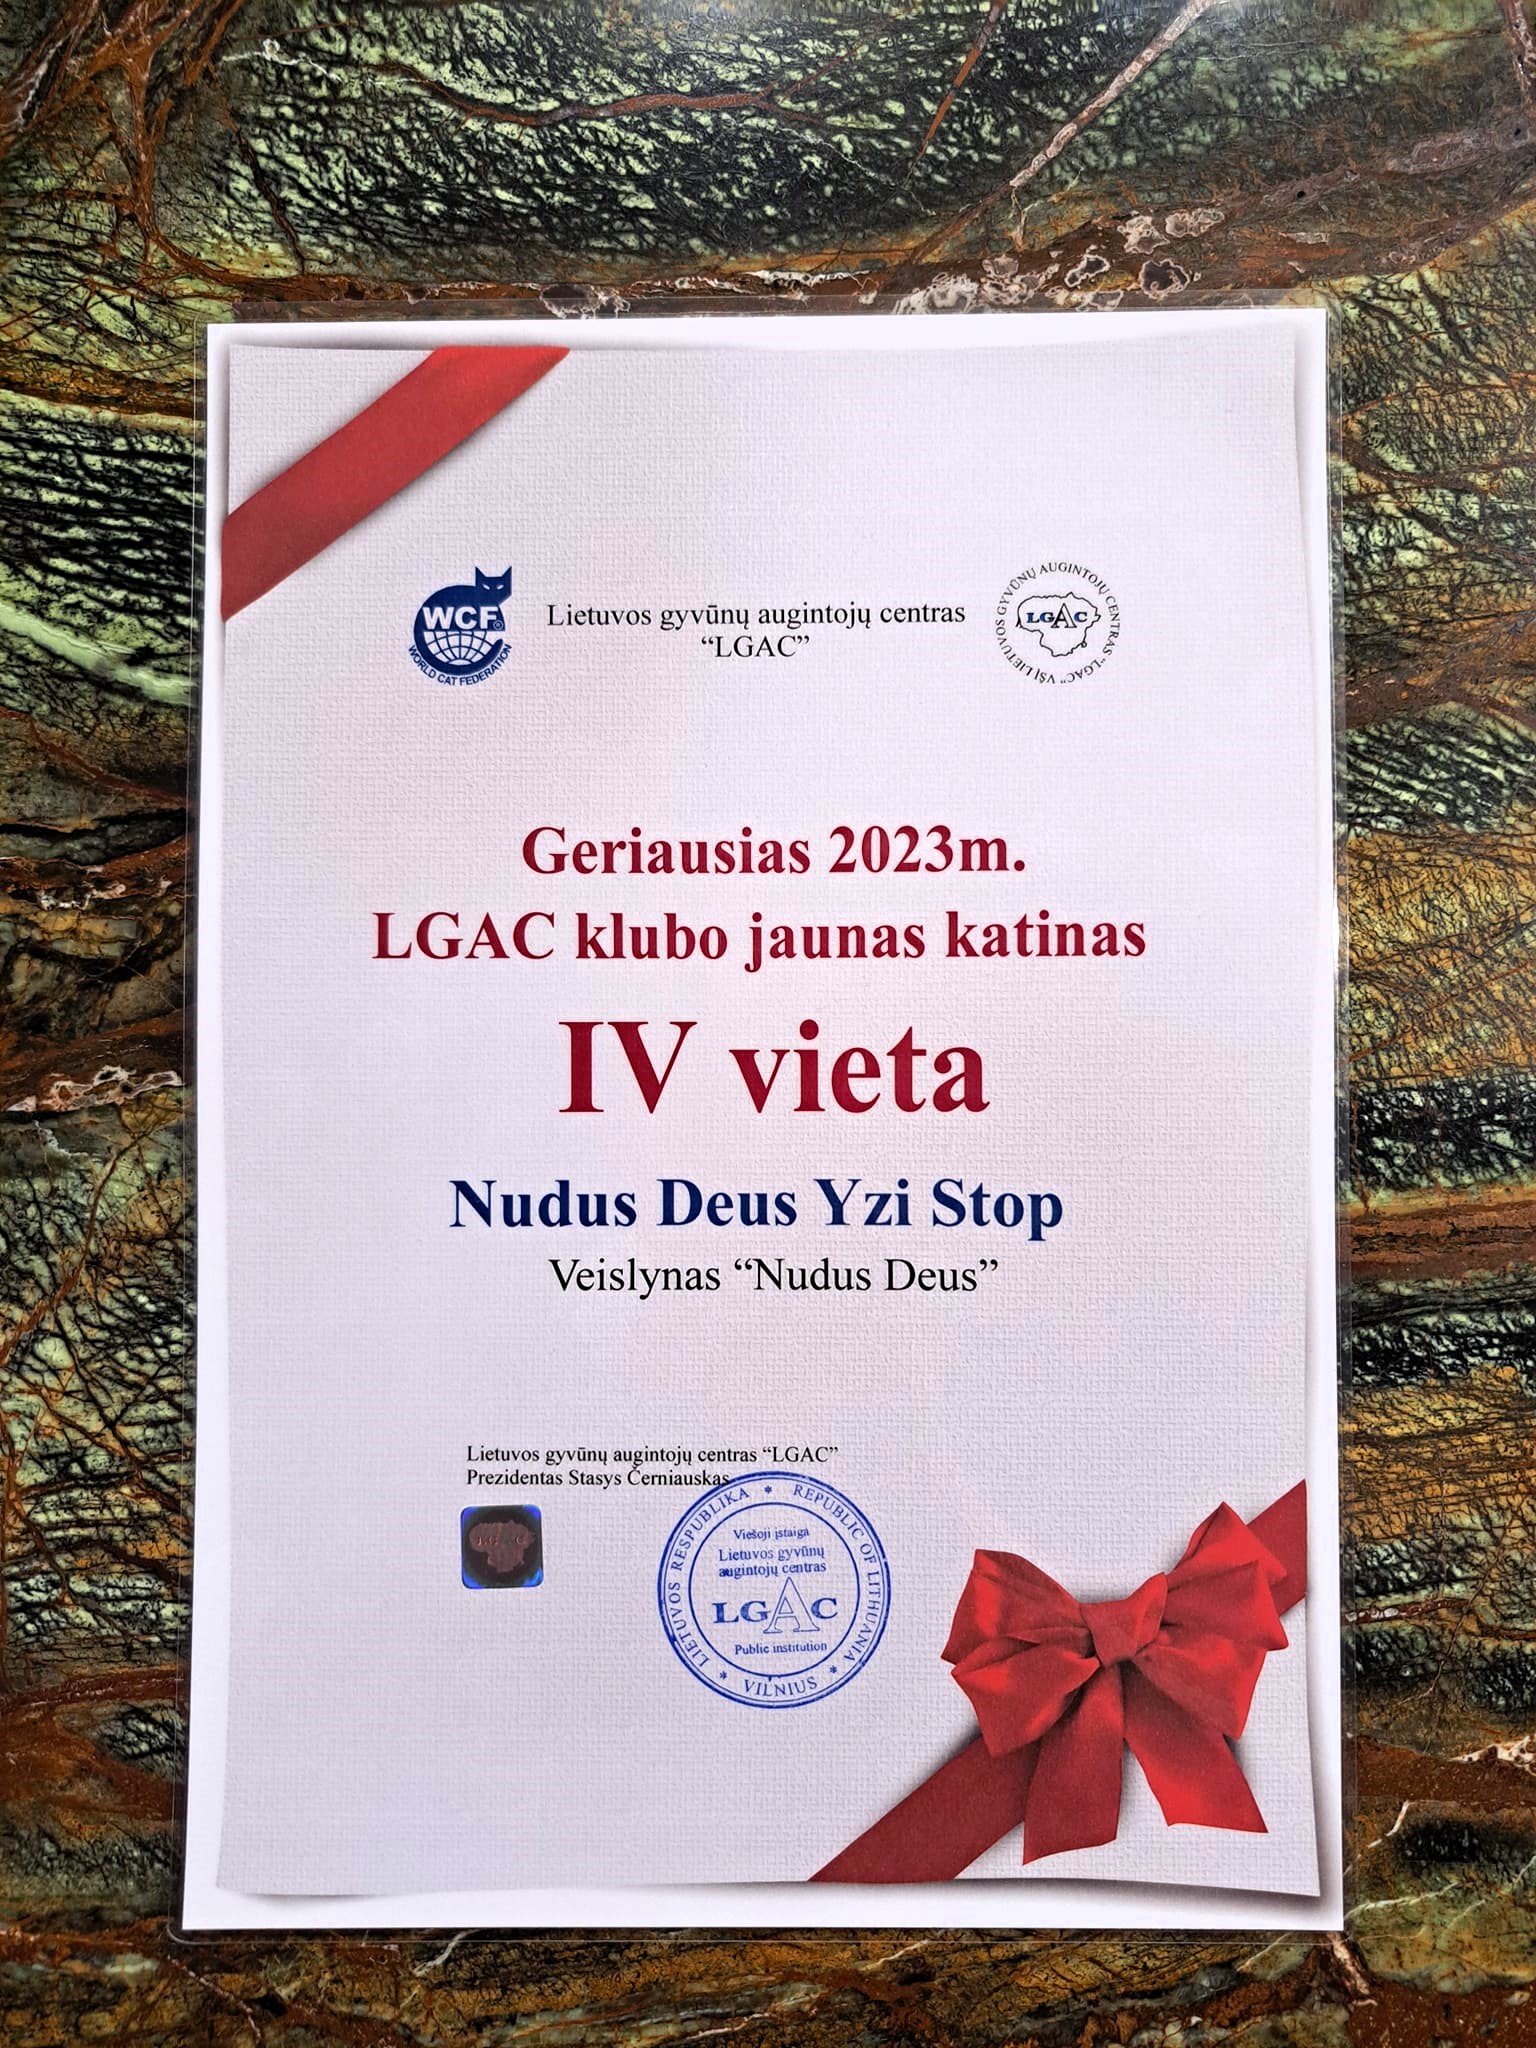 WCF
WORLD CAT FEDERATION
Lietuvos gyvūnų augintojų centras
“LGAC”
VŠĮ LIETUVOS GYVŪNŲ AUGINTOJŲ CENTRAS "LGAC"
LGAC
Geriausias 2023m.
LGAC klubo jaunas katinas
IV vieta
Nudus Deus Yzi Stop
Veislynas “Nudus Deus”
Lietuvos gyvūnų augintojų centras “LGAC”
Prezidentas Stasys Černiauskas
LGAC
LIETUVOS RESPUBLIKA * REPUBLIC OF LITHUANIA * VILNIUS *
Viešoji įstaiga
Lietuvos gyvūnų
augintojų centras
LGAC
Public institution